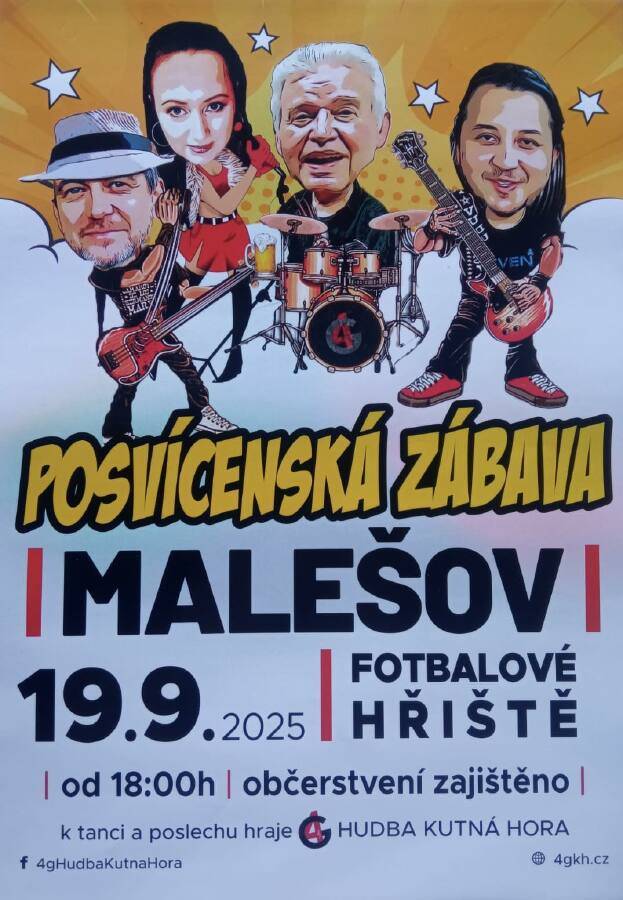 POSVÍCENSKÁ ZÁBAVA
MALEŠOV
19.9.2025
FOTBALOVÉ
HŘIŠTĚ
od 18:00h | občerstvení zajištěno
k tanci a poslechu hraje 4G HUDBA KUTNÁ HORA
4gHudbaKutnaHora
4gkh.cz